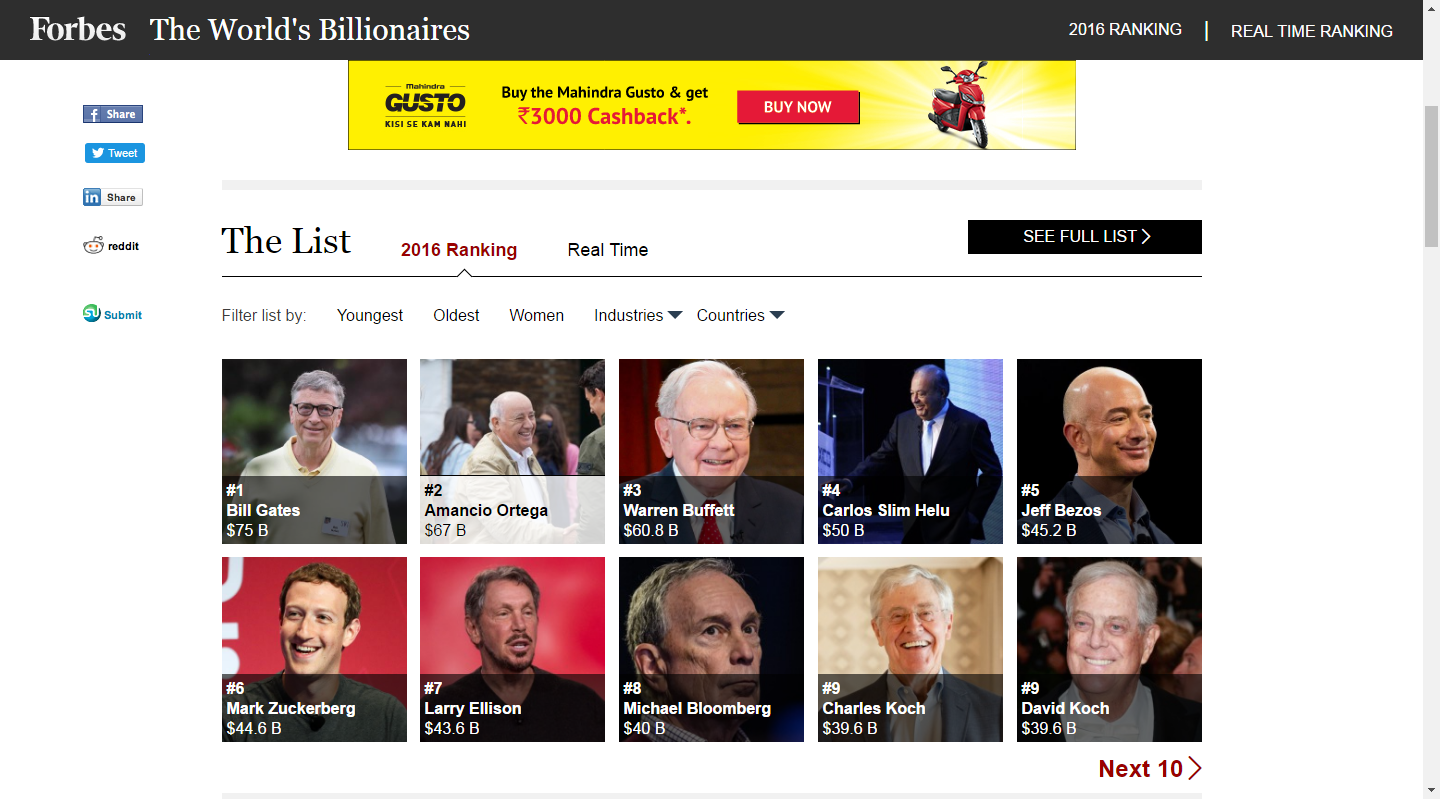 Forbes The World's Billionaires
2016 RANKING | REAL TIME RANKING
Mahindra
GUSTO
KISI SE KAM NAHI
Buy the Mahindra Gusto & get
₹3000 Cashback*.
BUY NOW
f Share
Tweet
in Share
reddit
Submit
The List
2016 Ranking
Real Time
SEE FULL LIST
Filter list by: Youngest Oldest Women Industries Countries
#1
Bill Gates
$75 B
#2
Amancio Ortega
$67 B
#3
Warren Buffett
$60.8 B
#4
Carlos Slim Helu
$50 B
#5
Jeff Bezos
$45.2 B
#6
Mark Zuckerberg
$44.6 B
#7
Larry Ellison
$43.6 B
#8
Michael Bloomberg
$40 B
#9
Charles Koch
$39.6 B
#9
David Koch
$39.6 B
Next 10